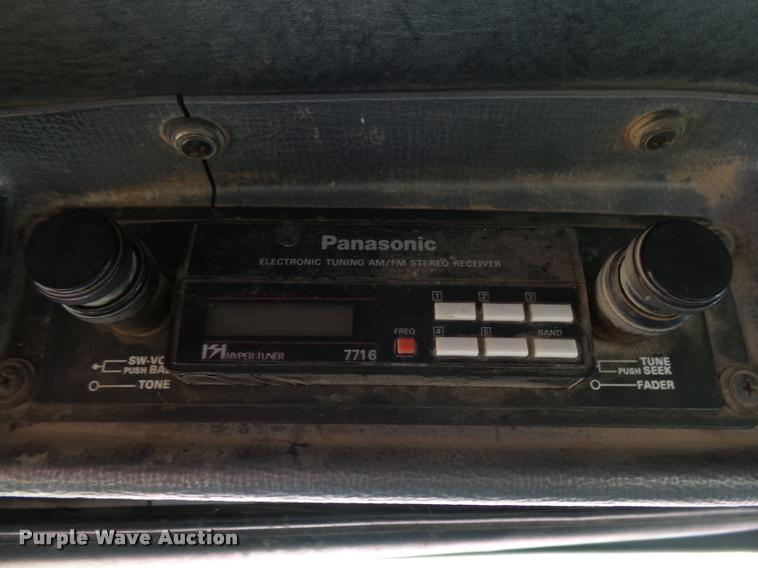 Panasonic
ELECTRONIC TUNING AM/FM STEREO RECEIVER
1 2 3
FREQ 4 5 BAND
HYPER TUNER 7716
SW-VO
PUSH BA
TONE
TUNE
PUSH SEEK
FADER
Purple Wave Auction